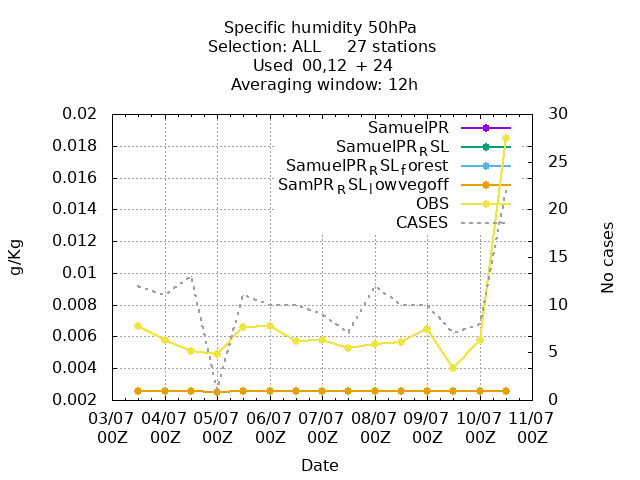 Specific humidity 50hPa
Selection: ALL     27 stations
Used  00,12  + 24
Averaging window: 12h
0.02
0.018
0.016
0.014
0.012
0.01
0.008
0.006
0.004
0.002
30
25
20
15
10
5
0
g/Kg
No cases
SamuelPR
SamuelPR_RSL
SamuelPR_RSL_forest
SamPR_RSL_lowvegoff
OBS
CASES
03/07 04/07 05/07 06/07 07/07 08/07 09/07 10/07 11/07
00Z 00Z 00Z 00Z 00Z 00Z 00Z 00Z 00Z
Date